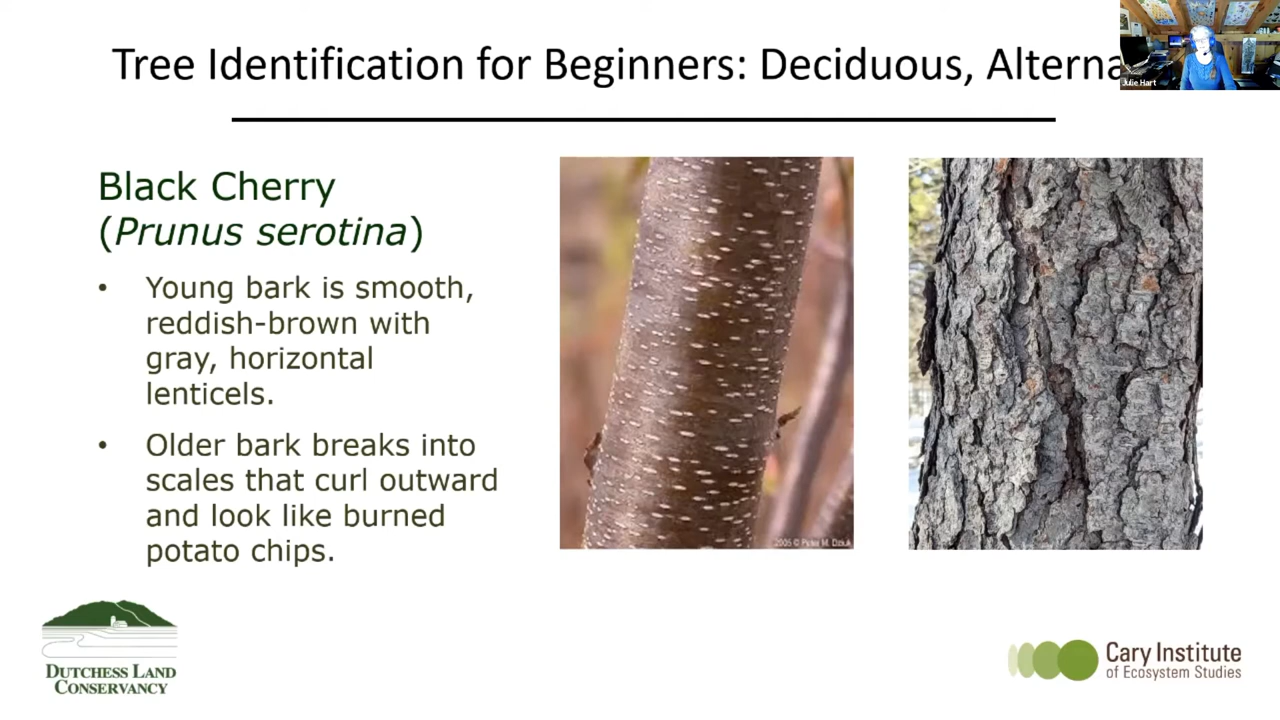 Tree Identification for Beginners: Deciduous, Alterna
Julie Hart
Black Cherry
(Prunus serotina)
• Young bark is smooth,
reddish-brown with
gray, horizontal
lenticels.
• Older bark breaks into
scales that curl outward
and look like burned
potato chips.
2005 © Peter M. Dziuk
DUTCHESS LAND
CONSERVANCY
Cary Institute
of Ecosystem Studies